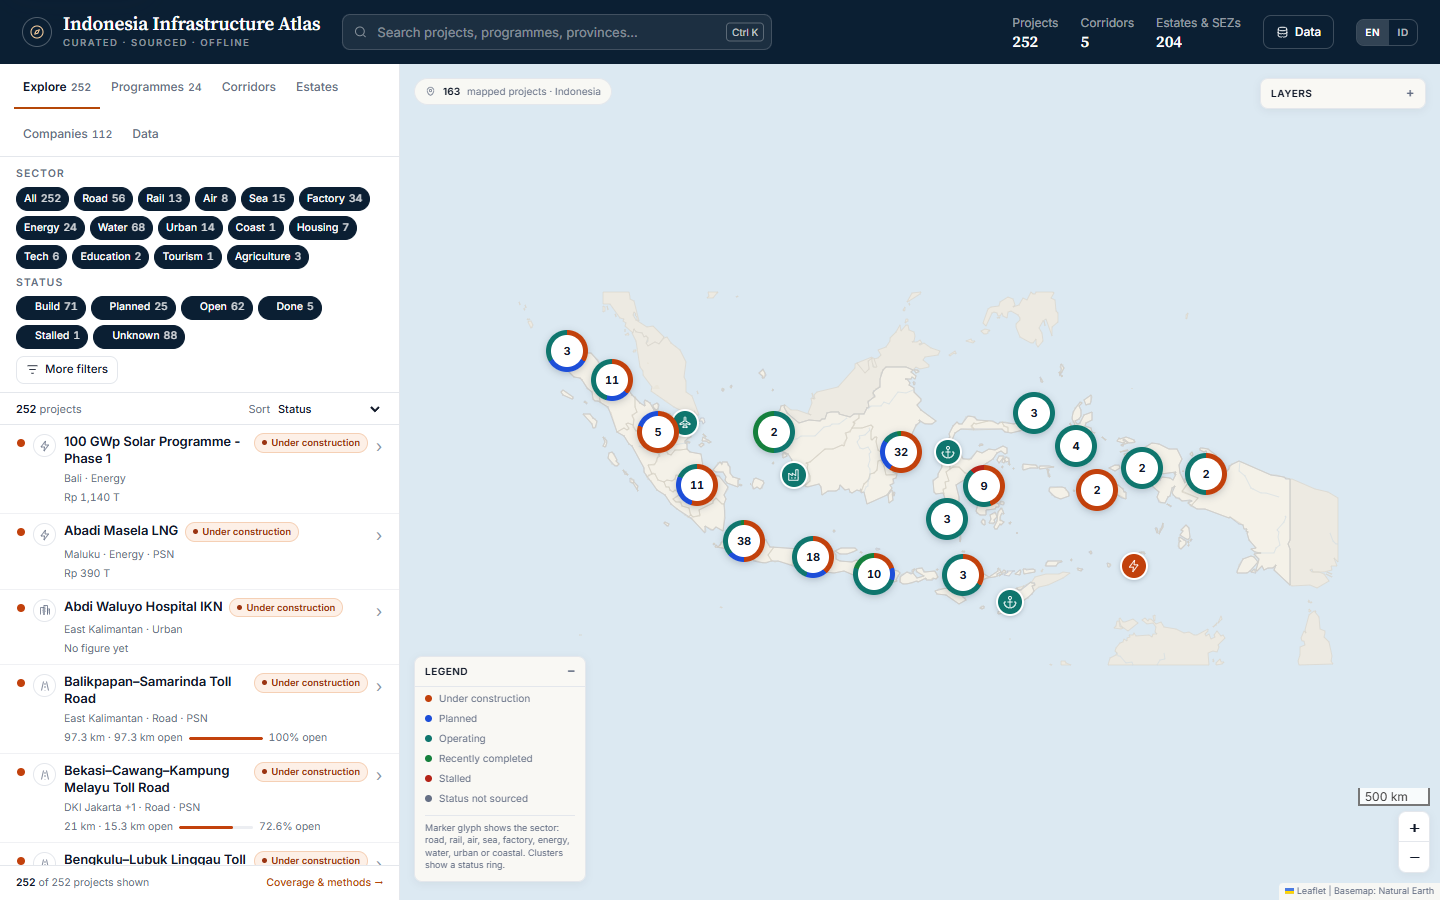 Indonesia Infrastructure Atlas
CURATED · SOURCED · OFFLINE
Search projects, programmes, provinces...
Ctrl K
Projects
252
Corridors
5
Estates & SEZs
204
Data
EN
ID
Explore 252
Programmes 24
Corridors
Estates
Companies 112
Data
SECTOR
All 252
Road 56
Rail 13
Air 8
Sea 15
Factory 34
Energy 24
Water 68
Urban 14
Coast 1
Housing 7
Tech 6
Education 2
Tourism 1
Agriculture 3
STATUS
Build 71
Planned 25
Open 62
Done 5
Stalled 1
Unknown 88
More filters
252 projects
Sort Status
100 GWp Solar Programme -
Phase 1
Under construction
Bali · Energy
Rp 1,140 T
Abadi Masela LNG
Under construction
Maluku · Energy · PSN
Rp 390 T
Abdi Waluyo Hospital IKN
Under construction
East Kalimantan · Urban
No figure yet
Balikpapan–Samarinda Toll
Road
Under construction
East Kalimantan · Road · PSN
97.3 km · 97.3 km open
100% open
Bekasi–Cawang–Kampung
Melayu Toll Road
Under construction
DKI Jakarta +1 · Road · PSN
21 km · 15.3 km open
72.6% open
Bengkulu–Lubuk Linggau Toll
Under construction
252 of 252 projects shown
Coverage & methods →
163 mapped projects · Indonesia
LAYERS +
3
11
5
2
11
38
18
10
3
32
9
3
3
4
2
2
2
LEGEND −
Under construction
Planned
Operating
Recently completed
Stalled
Status not sourced
Marker glyph shows the sector:
road, rail, air, sea, factory, energy,
water, urban or coastal. Clusters
show a status ring.
500 km
+
−
Leaflet | Basemap: Natural Earth